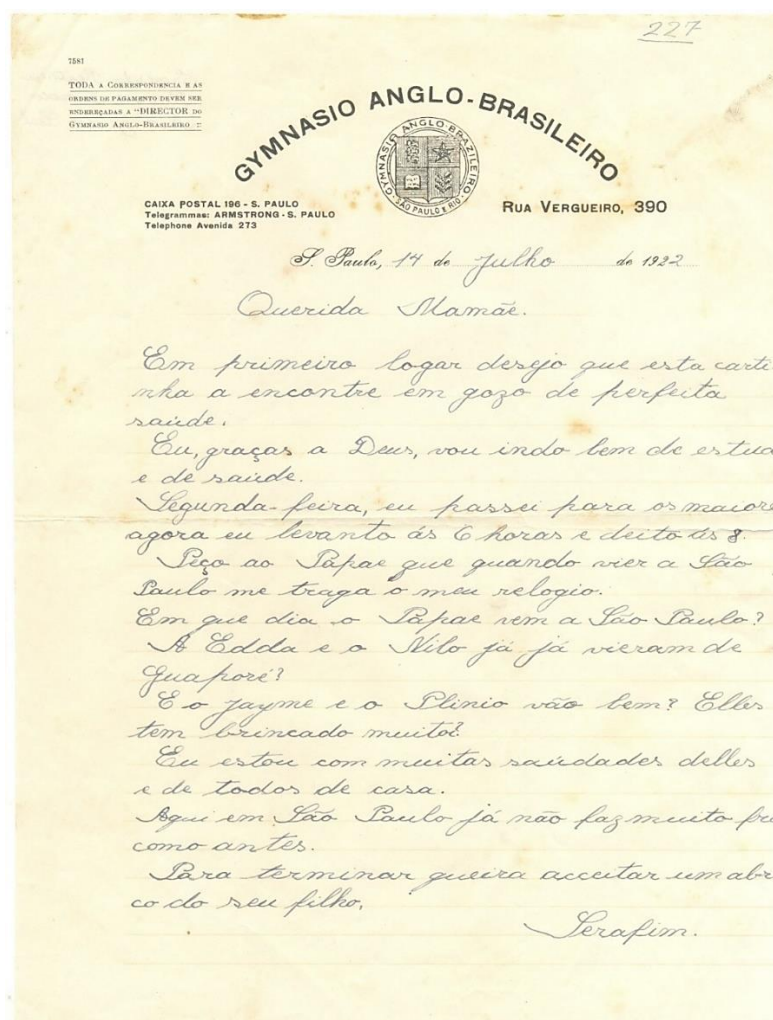 227
7581
TODA A CORRESPONDENCIA E AS
ORDENS DE PAGAMENTO DEVEM SER
ENDEREÇADAS A "DIRECTOR DO
GYMNASIO ANGLO-BRASILEIRO ::
GYMNASIO ANGLO-BRASILEIRO
GYMNASIO ANGLO-BRAZILEIRO
SÃO PAULO E RIO
CAIXA POSTAL 196 - S. PAULO
Telegrammas: ARMSTRONG - S. PAULO
Telephone Avenida 273
RUA VERGUEIRO, 390
S. Paulo, 14 de Julho de 1922
Querida Mamãe.
Em primeiro logar desejo que esta carti
nha a encontre em gozo de perfeita
saúde.
Eu, graças a Deus, vou indo bem de estud
e de saúde.
Segunda-feira, eu passei para os maiore
agora eu levanto ás 6 horas e deito ás 8.
Peço ao Papae que quando vier a São
Paulo me traga o meu relogio.
Em que dia o Papae vem a São Paulo?
A Edda e o Nilo já já vieram de
Guaporé?
E o Jayme e o Plinio vão bem? Elles
tem brincado muito?
Eu estou com muitas saúdades delles
e de todos de casa.
Aqui em São Paulo já não faz muito fri
como antes.
Para terminar queira acceitar um abra
co do seu filho,
Serafim.